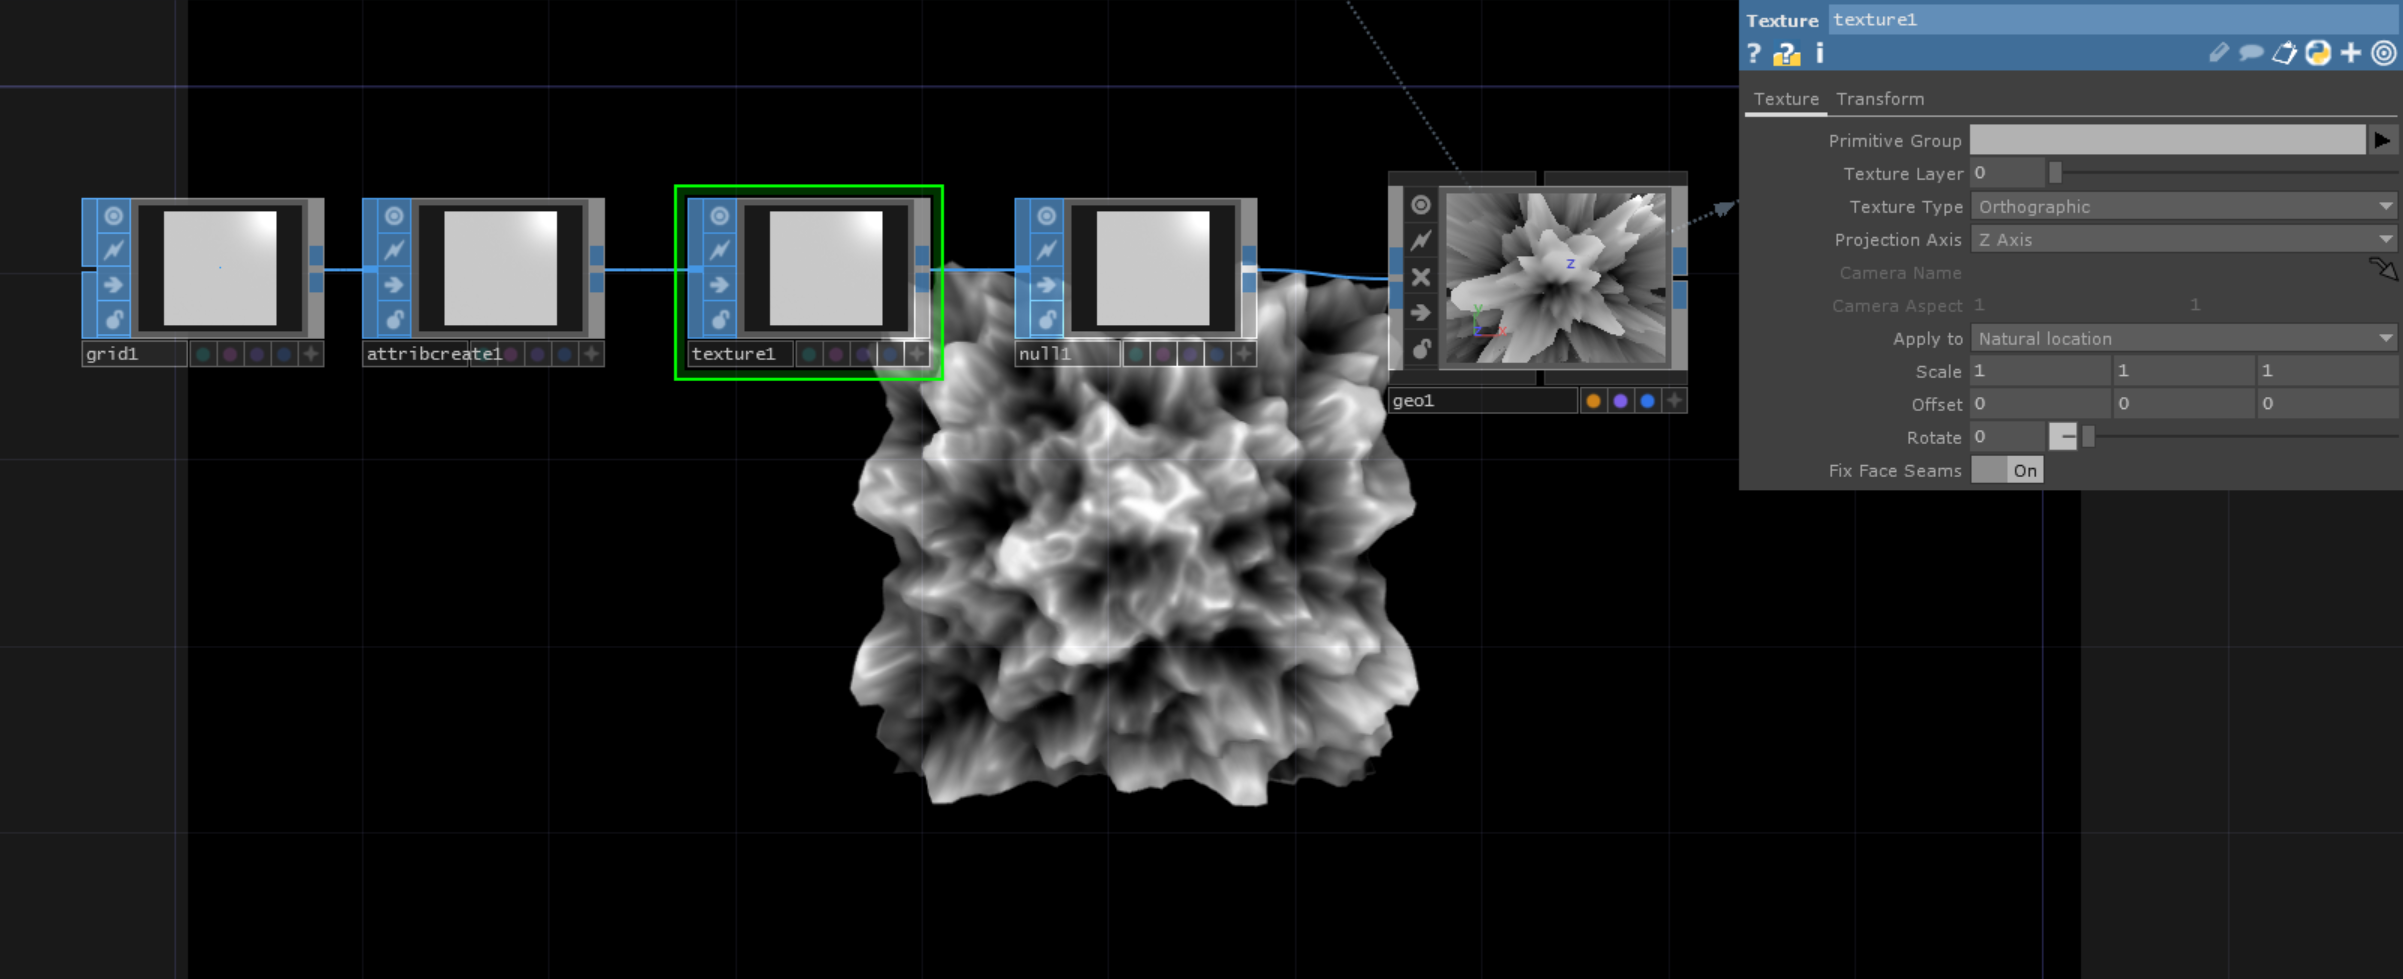 Texture texture1
? ? i
Texture Transform
Primitive Group
Texture Layer 0
Texture Type Orthographic
Projection Axis Z Axis
Camera Name
Camera Aspect 1 1
Apply to Natural location
Scale 1 1 1
Offset 0 0 0
Rotate 0
Fix Face Seams On
grid1
attribcreate1
texture1
null1
z
y
x
z
geo1